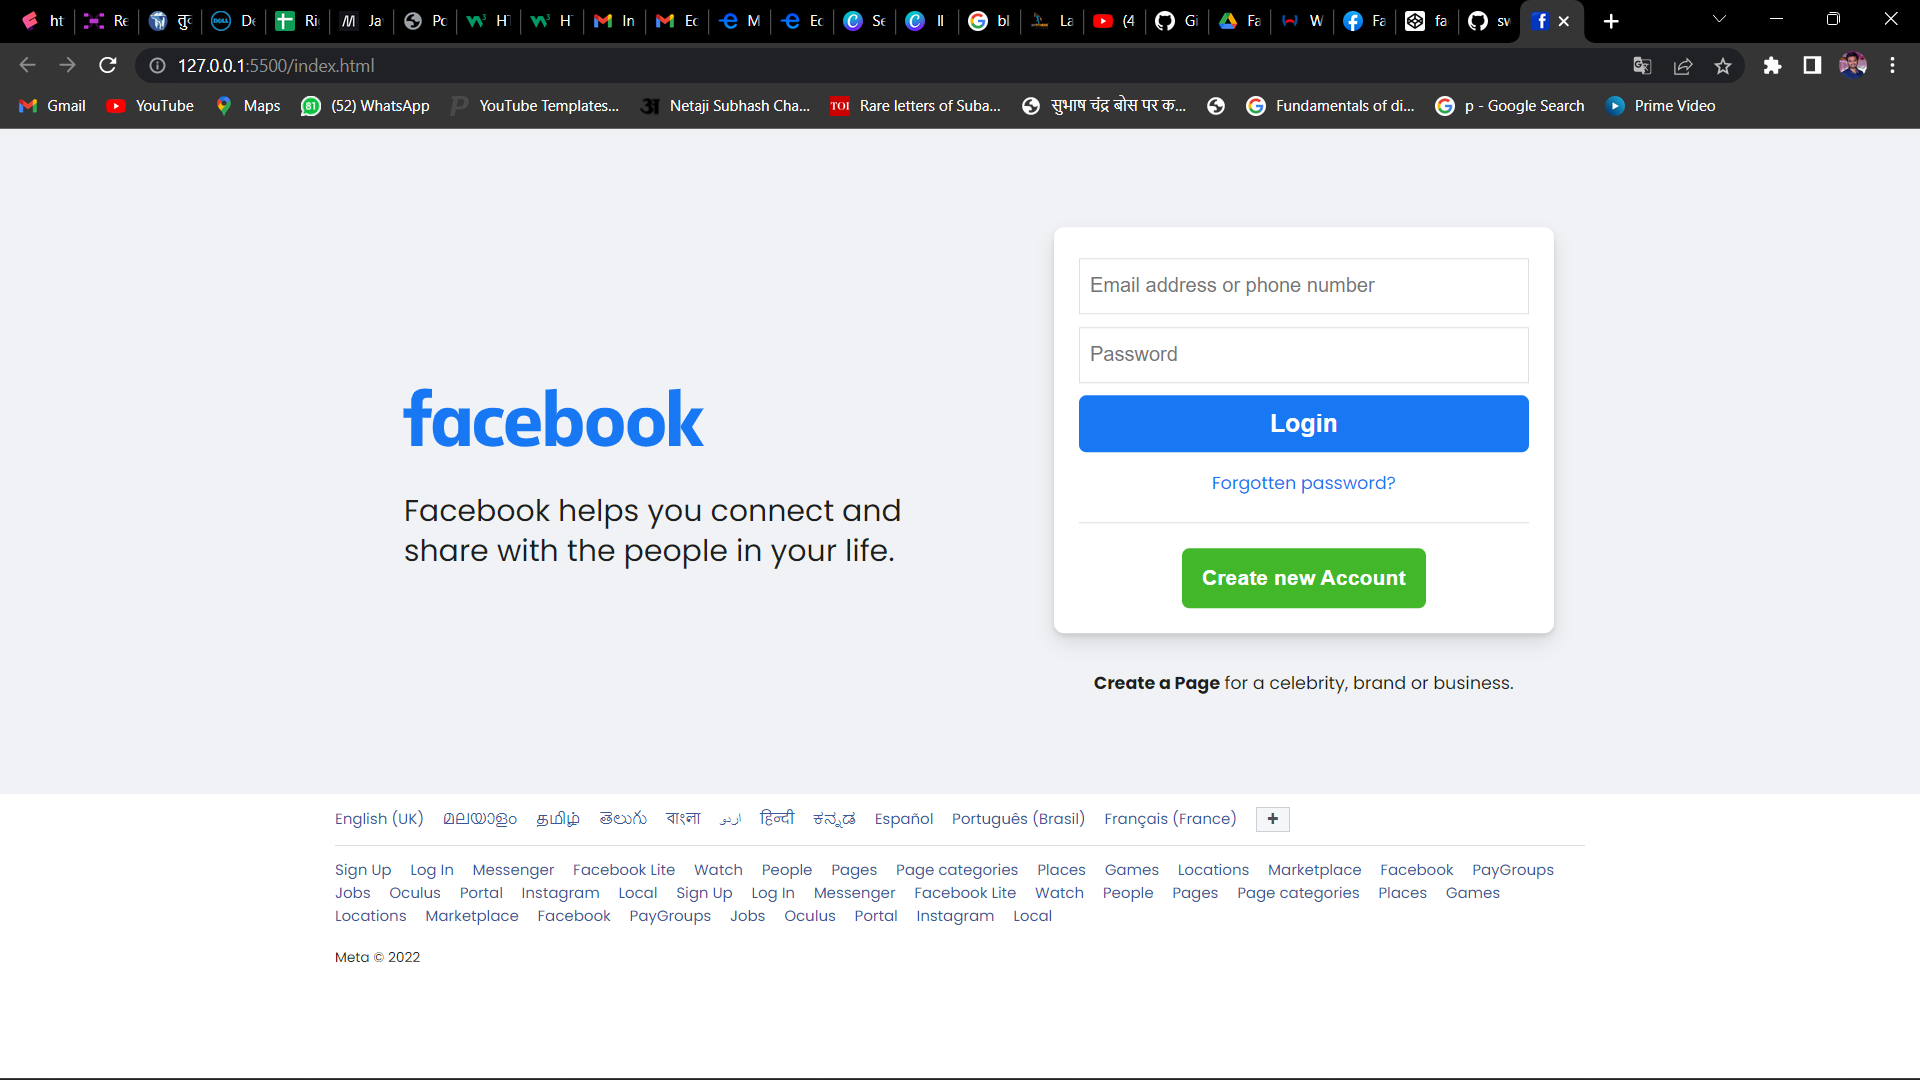 ht Re तु De Ri Ja Po HT H In Ec M Ec Se Il bl La (4 Gi Fa W Fa fa sw
127.0.0.1:5500/index.html
Gmail YouTube Maps (52) WhatsApp YouTube Templates... Netaji Subhash Cha... Rare letters of Suba... सुभाष चंद्र बोस पर क... Fundamentals of di... p - Google Search Prime Video
facebook
Facebook helps you connect and
share with the people in your life.
Email address or phone number
Password
Login
Forgotten password?
Create new Account
Create a Page for a celebrity, brand or business.
English (UK) മലയാളം தமிழ் తెలుగు বাংলা اردو हिन्दी ಕನ್ನಡ Español Português (Brasil) Français (France) +
Sign Up Log In Messenger Facebook Lite Watch People Pages Page categories Places Games Locations Marketplace Facebook PayGroups
Jobs Oculus Portal Instagram Local Sign Up Log In Messenger Facebook Lite Watch People Pages Page categories Places Games
Locations Marketplace Facebook PayGroups Jobs Oculus Portal Instagram Local
Meta © 2022